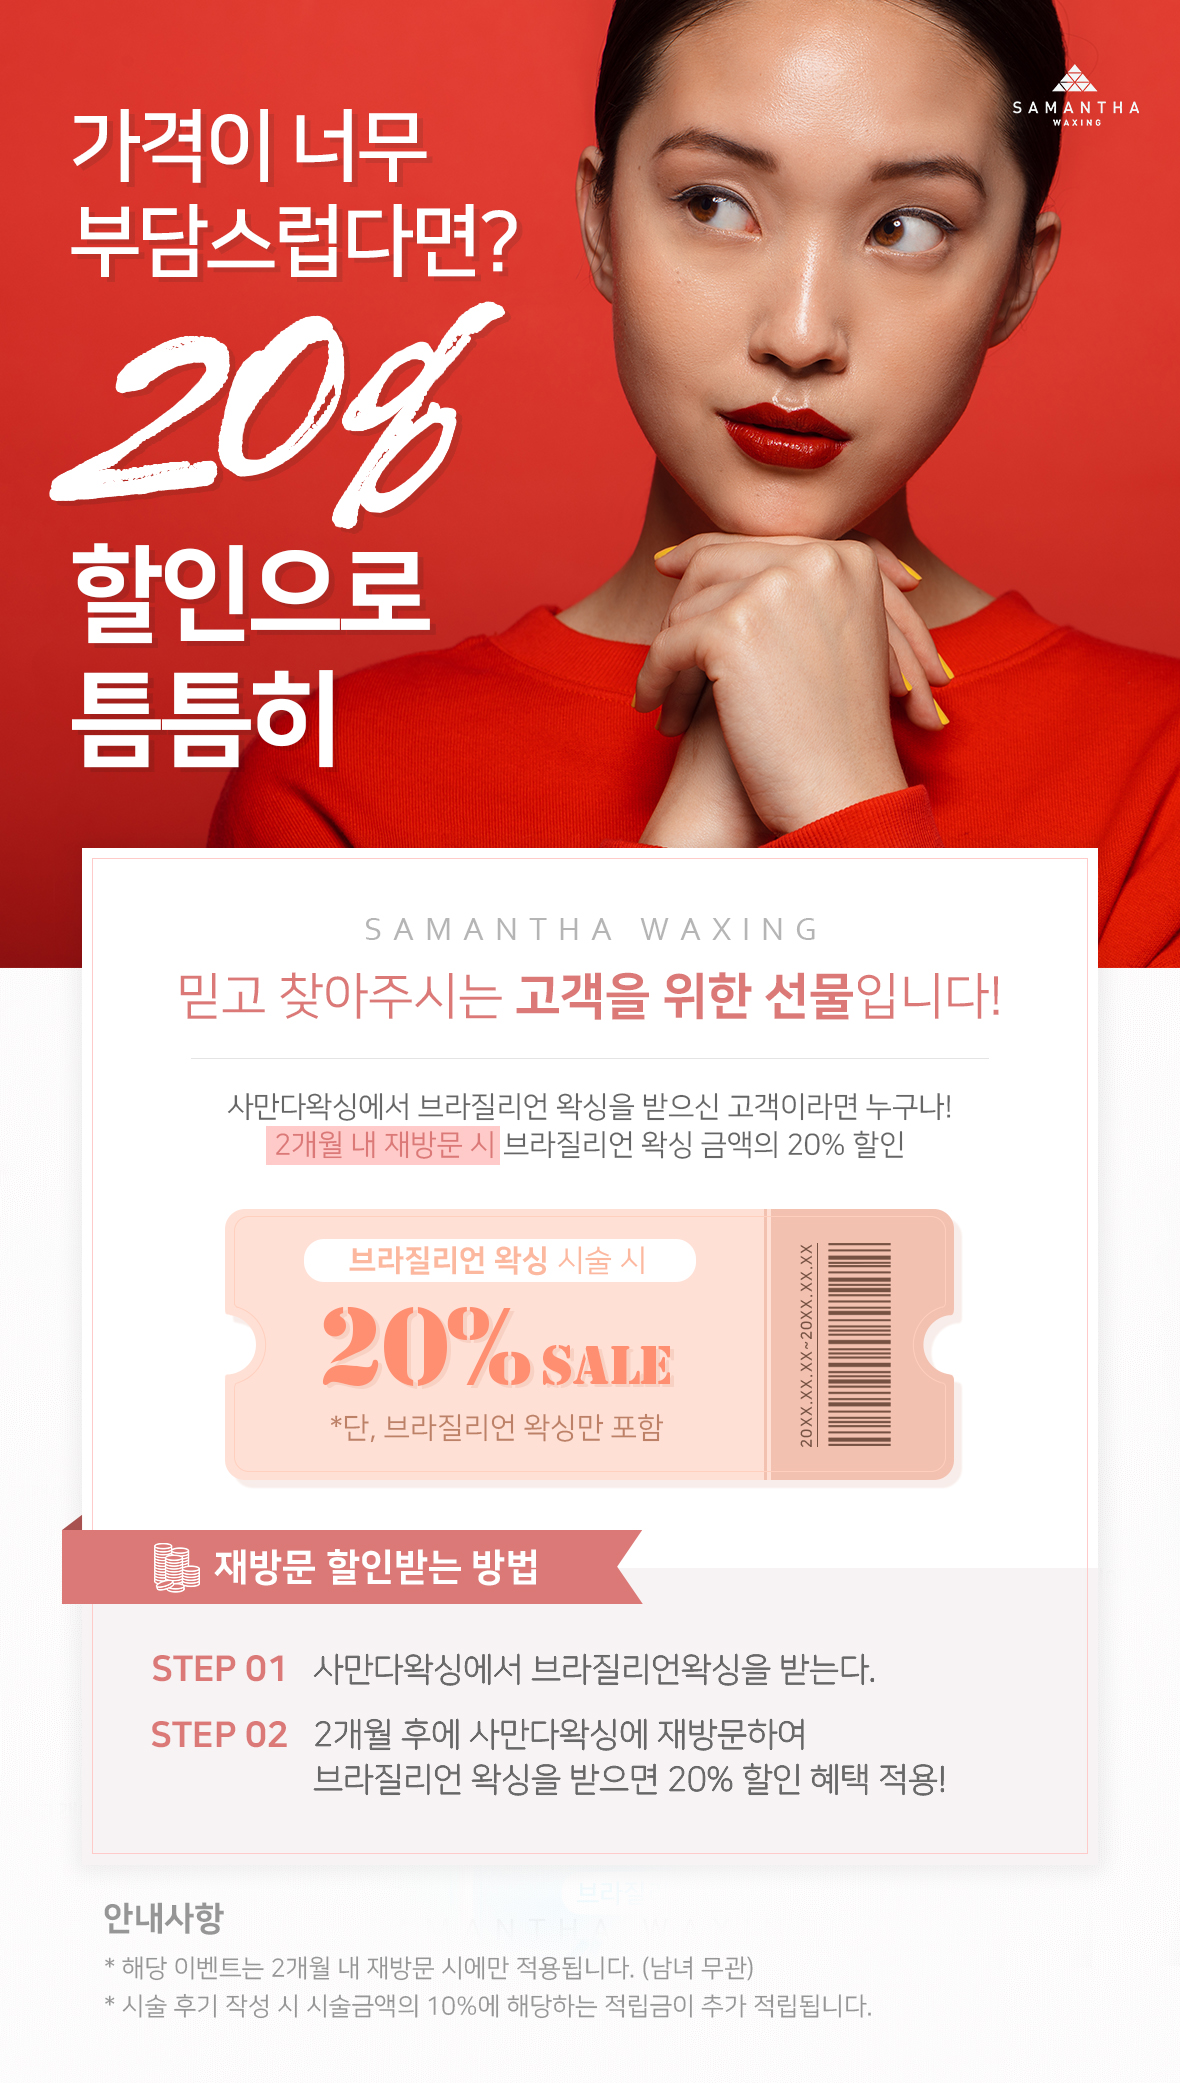 SAMANTHA
WAXING
가격이 너무
부담스럽다면?
20%
할인으로
틈틈히
SAMANTHA WAXING
믿고 찾아주시는 고객을 위한 선물입니다!
사만다왁싱에서 브라질리언 왁싱을 받으신 고객이라면 누구나!
2개월 내 재방문 시 브라질리언 왁싱 금액의 20% 할인
브라질리언 왁싱 시술 시
20% SALE
*단, 브라질리언 왁싱만 포함
20XX.XX.XX~20XX.XX.XX
재방문 할인받는 방법
STEP 01 사만다왁싱에서 브라질리언왁싱을 받는다.
STEP 02 2개월 후에 사만다왁싱에 재방문하여
브라질리언 왁싱을 받으면 20% 할인 혜택 적용!
안내사항
* 해당 이벤트는 2개월 내 재방문 시에만 적용됩니다. (남녀 무관)
* 시술 후기 작성 시 시술금액의 10%에 해당하는 적립금이 추가 적립됩니다.